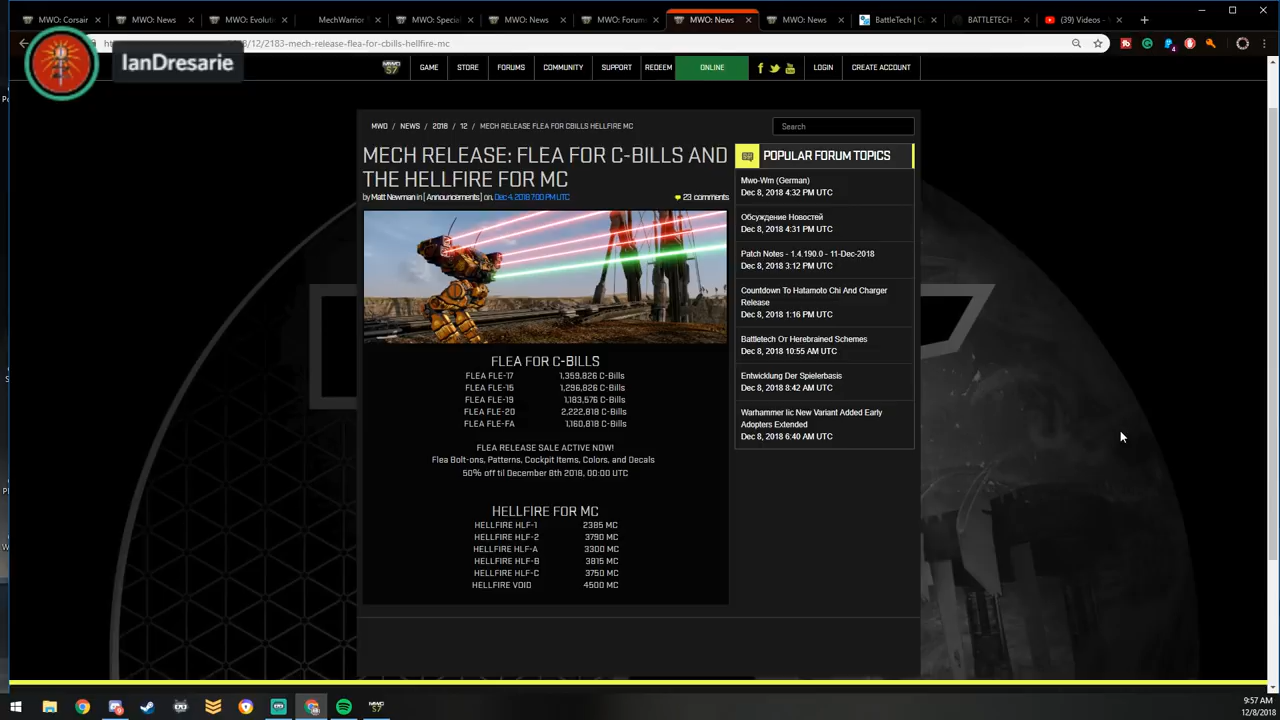 MWO: Corsair
MWO: News
MWO: Evoluti
MechWarrior
MWO: Speci
MWO: News
MWO: Forum
MWO: News
MWO: News
BattleTech | C
BATTLETECH
(39) Videos -
/12/2183-mech-release-flea-for-cbills-hellfire-mc
IanDresarie
GAME
STORE
FORUMS
COMMUNITY
SUPPORT
REDEEM
ONLINE
LOGIN
CREATE ACCOUNT
MWO / NEWS / 2018 / 12 / MECH RELEASE FLEA FOR CBILLS HELLFIRE MC
Search
MECH RELEASE: FLEA FOR C-BILLS AND
THE HELLFIRE FOR MC
by Matt Newman in [ Announcements ] on, Dec 4, 2018 7:00 PM UTC
23 comments
FLEA FOR C-BILLS
FLEA FLE-17 1,359,826 C-Bills
FLEA FLE-15 1,296,826 C-Bills
FLEA FLE-19 1,183,576 C-Bills
FLEA FLE-20 2,222,818 C-Bills
FLEA FLE-FA 1,160,818 C-Bills
FLEA RELEASE SALE ACTIVE NOW!
Flea Bolt-ons, Patterns, Cockpit Items, Colors, and Decals
50% off til December 6th 2018, 00:00 UTC
HELLFIRE FOR MC
HELLFIRE HLF-1 2385 MC
HELLFIRE HLF-2 3790 MC
HELLFIRE HLF-A 3300 MC
HELLFIRE HLF-B 3815 MC
HELLFIRE HLF-C 3750 MC
HELLFIRE VOID 4500 MC
POPULAR FORUM TOPICS
Mwo-Wm (German)
Dec 8, 2018 4:32 PM UTC
Обсуждение Новостей
Dec 8, 2018 4:31 PM UTC
Patch Notes - 1.4.190.0 - 11-Dec-2018
Dec 8, 2018 3:12 PM UTC
Countdown To Hatamoto Chi And Charger
Release
Dec 8, 2018 1:16 PM UTC
Battletech От Herebrained Schemes
Dec 8, 2018 10:55 AM UTC
Entwicklung Der Spielerbasis
Dec 8, 2018 8:42 AM UTC
Warhammer Iic New Variant Added Early
Adopters Extended
Dec 8, 2018 6:40 AM UTC
9:57 AM
12/8/2018